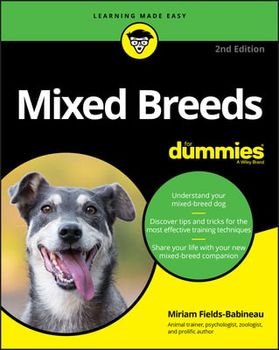 LEARNING MADE EASY
2nd Edition
Mixed Breeds
for
dummies
A Wiley Brand
Understand your
mixed-breed dog
Discover tips and tricks for the
most effective training techniques
Share your life with your new
mixed-breed companion
Miriam Fields-Babineau
Animal trainer, psychologist, zoologist,
and prolific author